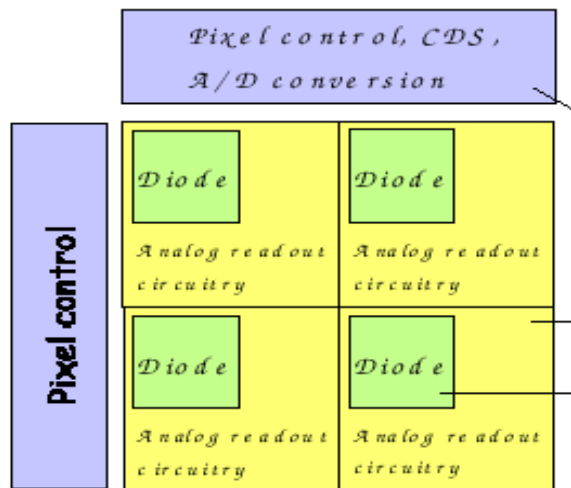 Pixel control, CDS,
A/D conversion
Pixel control
Diode
Analog readout
circuitry
Diode
Analog readout
circuitry
Diode
Analog readout
circuitry
Diode
Analog readout
circuitry